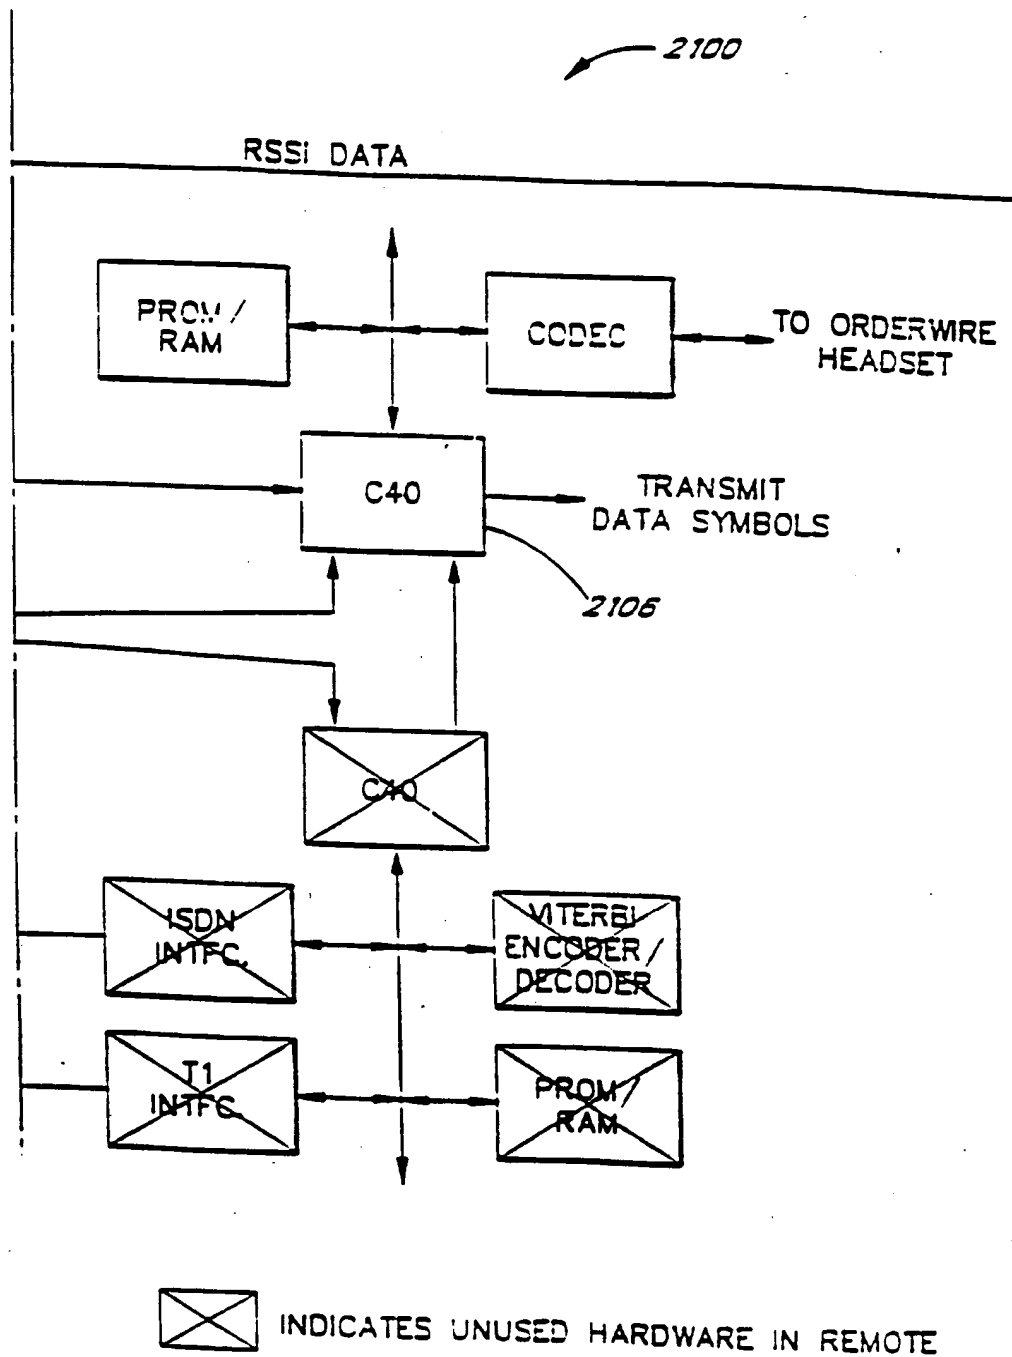 2100
RSSI DATA
PROM/
RAM
CODEC
TO ORDERWIRE
HEADSET
C40
TRANSMIT
DATA SYMBOLS
2106
C40
ISDN
INTFC.
VITERBI
ENCODER/
DECODER
T1
INTFC.
PROM/
RAM
INDICATES UNUSED HARDWARE IN REMOTE